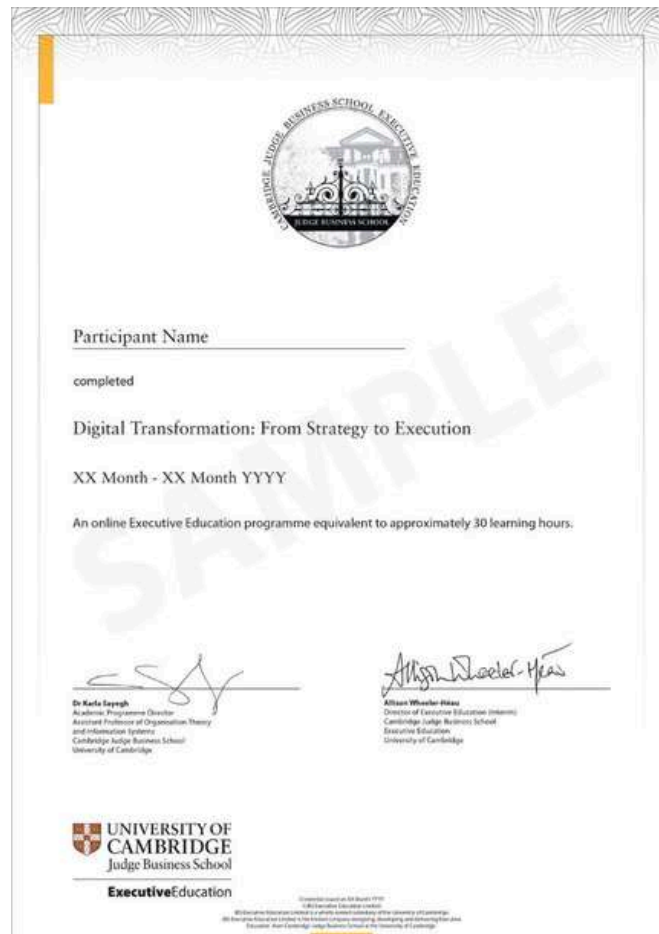 CAMBRIDGE JUDGE BUSINESS SCHOOL EXECUTIVE EDUCATION
JUDGE BUSINESS SCHOOL
SAMPLE
Participant Name
completed
Digital Transformation: From Strategy to Execution
XX Month - XX Month YYYY
An online Executive Education programme equivalent to approximately 30 learning hours.
Allison Wheeler-Héau
Dr Karla Sayegh
Academic Programme Director
Assistant Professor of Organisation Theory
and Information Systems
Cambridge Judge Business School
University of Cambridge
Allison Wheeler-Héau
Director of Executive Education (Interim)
Cambridge Judge Business School
Executive Education
University of Cambridge
UNIVERSITY OF
CAMBRIDGE
Judge Business School
ExecutiveEducation